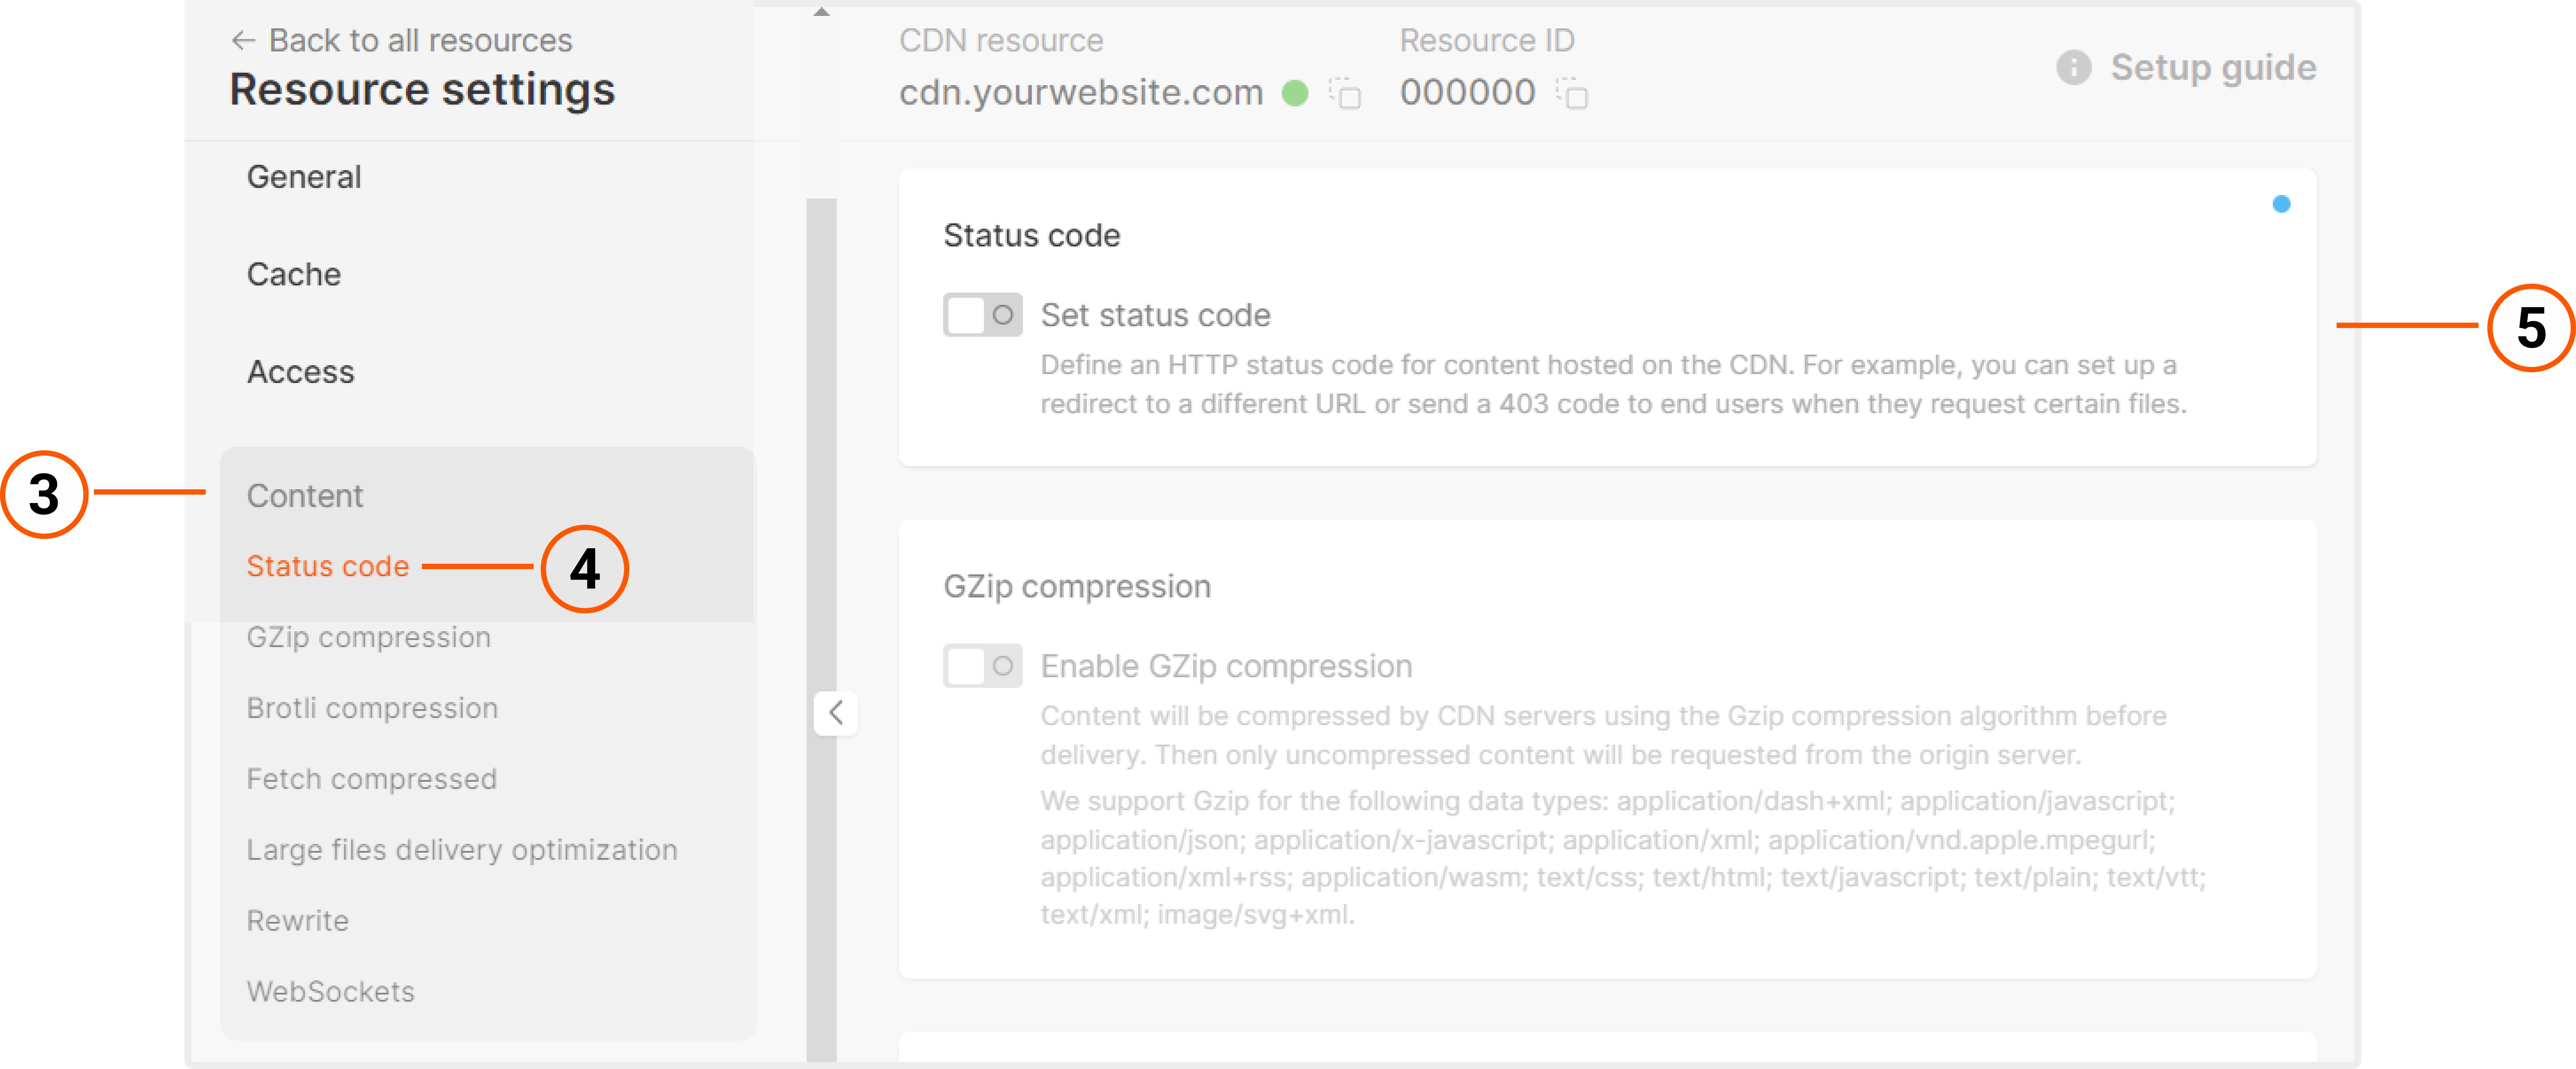 ← Back to all resources
Resource settings
General
Cache
Access
3
Content
Status code
4
GZip compression
Brotli compression
Fetch compressed
Large files delivery optimization
Rewrite
WebSockets
CDN resource
cdn.yourwebsite.com
Resource ID
000000
Setup guide
Status code
Set status code
Define an HTTP status code for content hosted on the CDN. For example, you can set up a
redirect to a different URL or send a 403 code to end users when they request certain files.
5
GZip compression
Enable GZip compression
Content will be compressed by CDN servers using the Gzip compression algorithm before
delivery. Then only uncompressed content will be requested from the origin server.
We support Gzip for the following data types: application/dash+xml; application/javascript;
application/json; application/x-javascript; application/xml; application/vnd.apple.mpegurl;
application/xml+rss; application/wasm; text/css; text/html; text/javascript; text/plain; text/vtt;
text/xml; image/svg+xml.